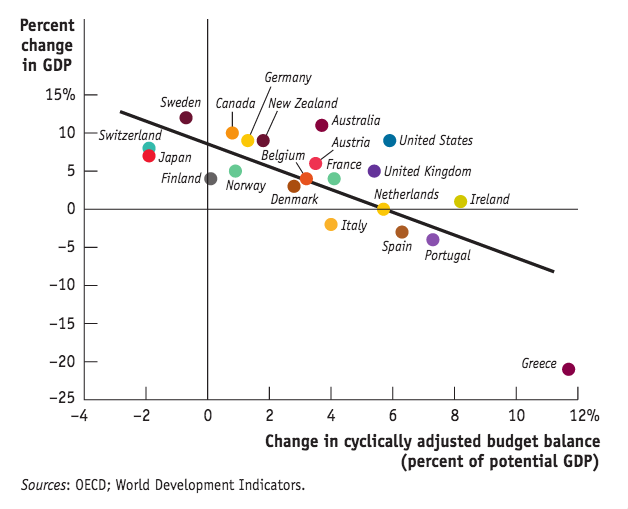 Percent
change
in GDP
Germany
15%
Sweden
Canada
New Zealand
Australia
10
Switzerland
Austria
United States
Japan
Belgium
France
5
Finland
Norway
United Kingdom
Denmark
Netherlands
Ireland
0
Italy
−5
Spain
Portugal
−10
−15
−20
Greece
−25
−4
−2
0
2
4
6
8
10
12%
Change in cyclically adjusted budget balance
(percent of potential GDP)
Sources: OECD; World Development Indicators.